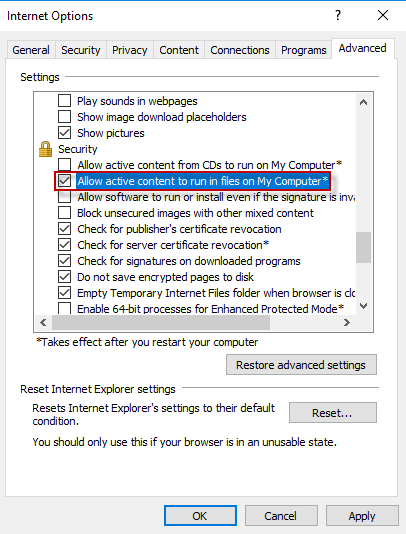 Internet Options
General Security Privacy Content Connections Programs Advanced
Settings
Play sounds in webpages
Show image download placeholders
Show pictures
Security
Allow active content from CDs to run on My Computer*
Allow active content to run in files on My Computer*
Allow software to run or install even if the signature is
Block unsecured images with other mixed content
Check for publisher's certificate revocation
Check for server certificate revocation*
Check for signatures on downloaded programs
Do not save encrypted pages to disk
Empty Temporary Internet Files folder when browser is
Enable 64-bit processes for Enhanced Protected Mode*
*Takes effect after you restart your computer
Restore advanced settings
Reset Internet Explorer settings
Resets Internet Explorer's settings to their default
condition.
Reset...
You should only use this if your browser is in an unusable state.
OK Cancel Apply